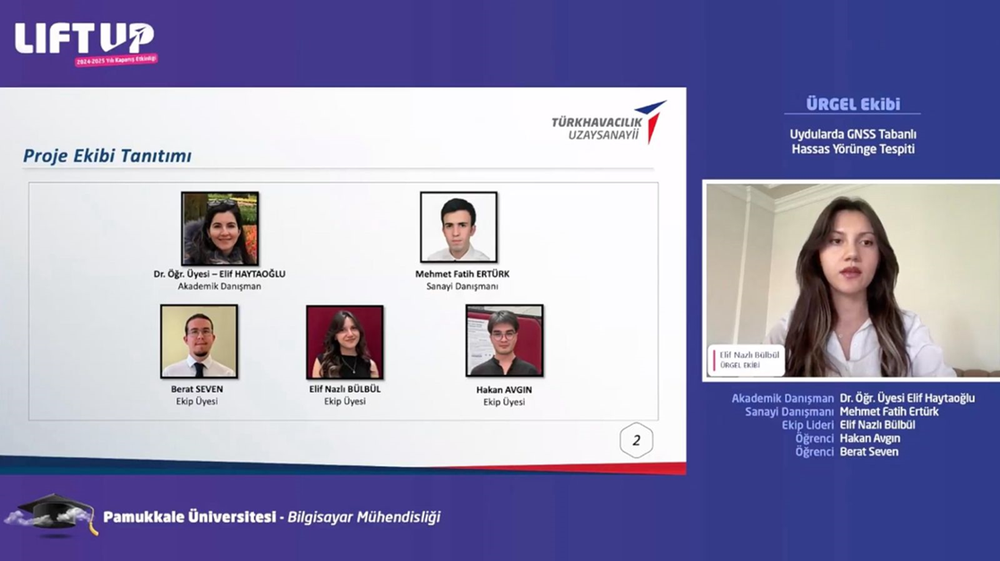 LIFTUP
2024-2025 Yılı Kapanış Etkinliği
TÜRKHAVACILIK
UZAYSANAYİİ
Proje Ekibi Tanıtımı
Dr. Öğr. Üyesi – Elif HAYTAOĞLU
Akademik Danışman
Mehmet Fatih ERTÜRK
Sanayi Danışmanı
Berat SEVEN
Ekip Üyesi
Elif Nazlı BÜLBÜL
Ekip Üyesi
Hakan AVGIN
Ekip Üyesi
2
ÜRGEL Ekibi
Uydularda GNSS Tabanlı
Hassas Yörünge Tespiti
Elif Nazlı Bülbül
ÜRGEL EKİBİ
Akademik Danışman Dr. Öğr. Üyesi Elif Haytaoğlu
Sanayi Danışmanı Mehmet Fatih Ertürk
Ekip Lideri Elif Nazlı Bülbül
Öğrenci Hakan Avgın
Öğrenci Berat Seven
Pamukkale Üniversitesi - Bilgisayar Mühendisliği